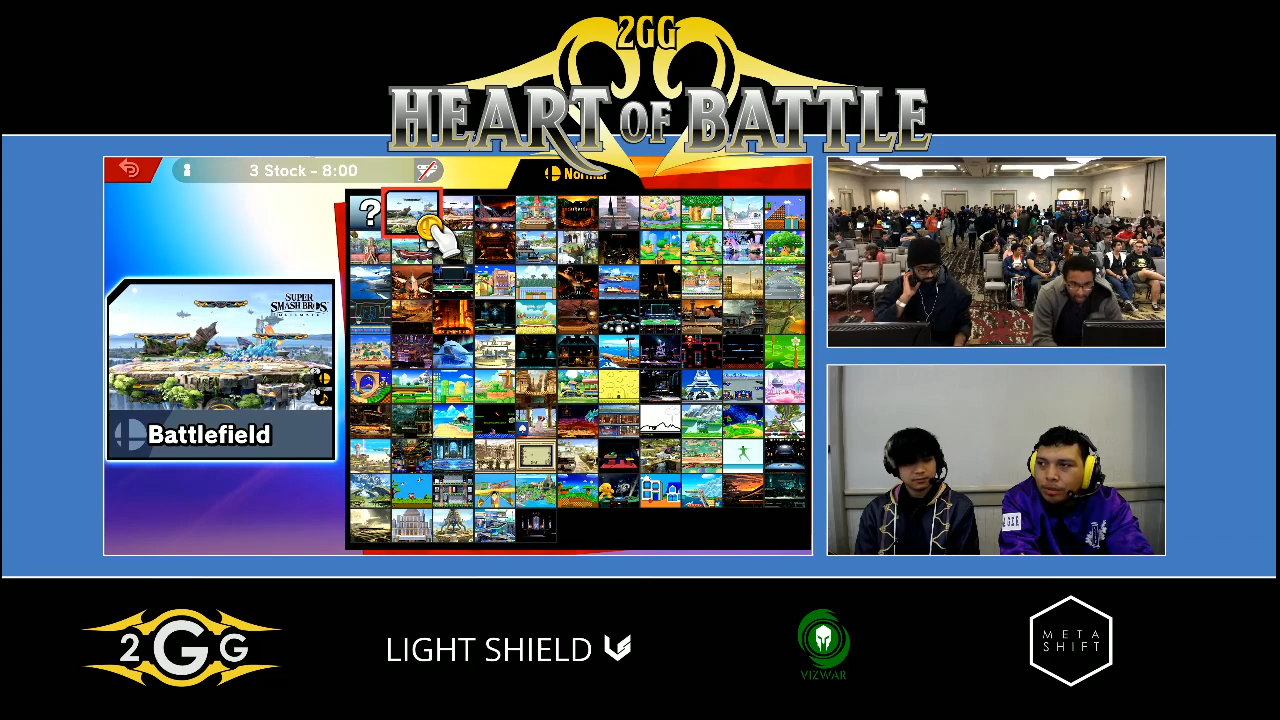 2GG
HEART OF BATTLE
3 Stock - 8:00
Normal
?
SUPER
SMASH BROS.
ULTIMATE
Battlefield
2GG
LIGHT SHIELD
VIZWAR
META
SHIFT